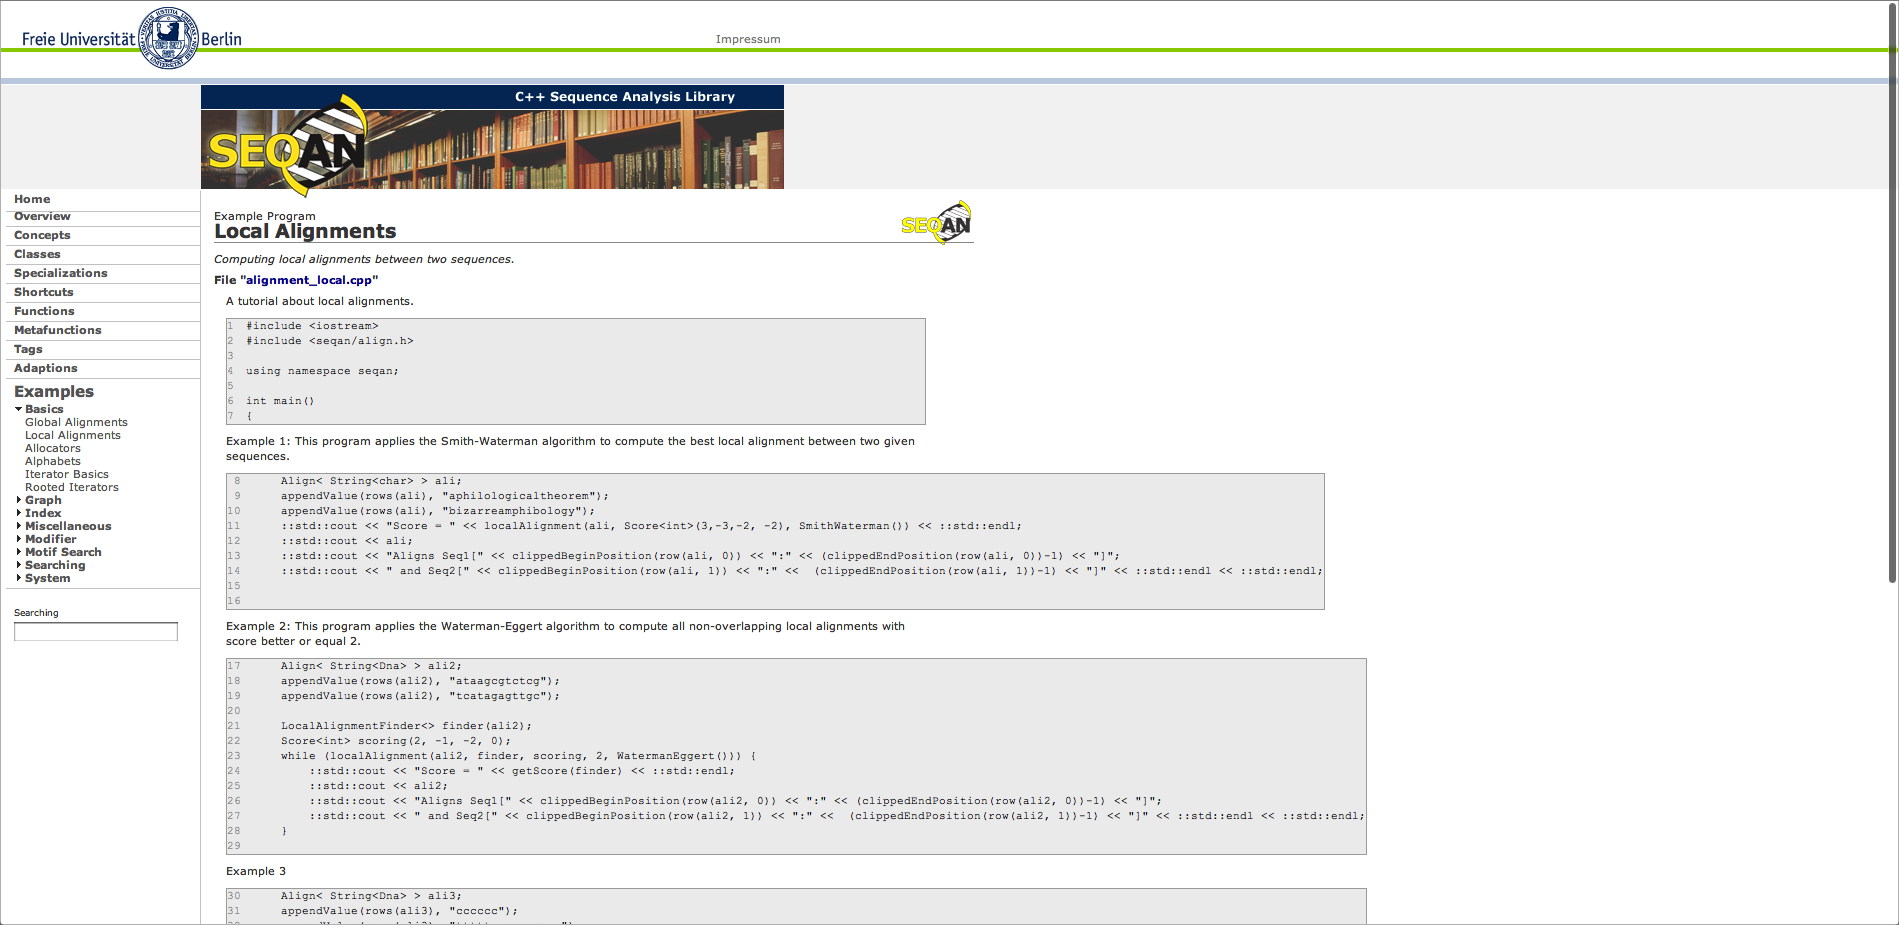 Freie Universität Berlin
Impressum
C++ Sequence Analysis Library
SEQAN
Home
Overview
Concepts
Classes
Specializations
Shortcuts
Functions
Metafunctions
Tags
Adaptions
Examples
Basics
Global Alignments
Local Alignments
Allocators
Alphabets
Iterator Basics
Rooted Iterators
Graph
Index
Miscellaneous
Modifier
Motif Search
Searching
System
Searching
Example Program
Local Alignments
SEQAN
Computing local alignments between two sequences.
File "alignment_local.cpp"
A tutorial about local alignments.
1 #include <iostream>
2 #include <seqan/align.h>
3
4 using namespace seqan;
5
6 int main()
7 {
Example 1: This program applies the Smith-Waterman algorithm to compute the best local alignment between two given
sequences.
8     Align< String<char> > ali;
9     appendValue(rows(ali), "aphilologicaltheorem");
10     appendValue(rows(ali), "bizarreamphibology");
11     ::std::cout << "Score = " << localAlignment(ali, Score<int>(3,-3,-2, -2), SmithWaterman()) << ::std::endl;
12     ::std::cout << ali;
13     ::std::cout << "Aligns Seq1[" << clippedBeginPosition(row(ali, 0)) << ":" << (clippedEndPosition(row(ali, 0))-1) << "]";
14     ::std::cout << " and Seq2[" << clippedBeginPosition(row(ali, 1)) << ":" <<  (clippedEndPosition(row(ali, 1))-1) << "]" << ::std::endl << ::std::endl;
15
16
Example 2: This program applies the Waterman-Eggert algorithm to compute all non-overlapping local alignments with
score better or equal 2.
17     Align< String<Dna> > ali2;
18     appendValue(rows(ali2), "ataagcgtctcg");
19     appendValue(rows(ali2), "tcatagagttgc");
20
21     LocalAlignmentFinder<> finder(ali2);
22     Score<int> scoring(2, -1, -2, 0);
23     while (localAlignment(ali2, finder, scoring, 2, WatermanEggert())) {
24         ::std::cout << "Score = " << getScore(finder) << ::std::endl;
25         ::std::cout << ali2;
26         ::std::cout << "Aligns Seq1[" << clippedBeginPosition(row(ali2, 0)) << ":" << (clippedEndPosition(row(ali2, 0))-1) << "]";
27         ::std::cout << " and Seq2[" << clippedBeginPosition(row(ali2, 1)) << ":" <<  (clippedEndPosition(row(ali2, 1))-1) << "]" << ::std::endl << ::std::endl;
28     }
29
Example 3
30     Align< String<Dna> > ali3;
31     appendValue(rows(ali3), "cccccc");